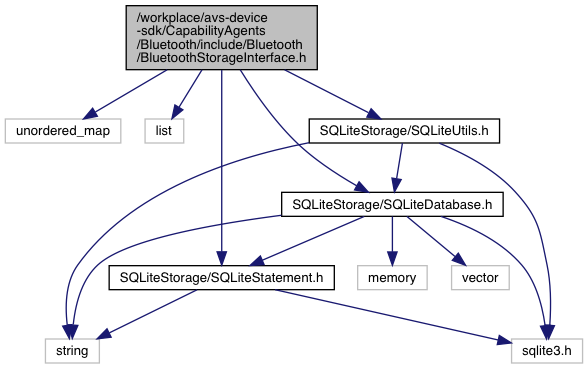 /workplace/avs-device
-sdk/CapabilityAgents
/Bluetooth/include/Bluetooth
/BluetoothStorageInterface.h
unordered_map
list
SQLiteStorage/SQLiteUtils.h
SQLiteStorage/SQLiteDatabase.h
SQLiteStorage/SQLiteStatement.h
memory
vector
string
sqlite3.h